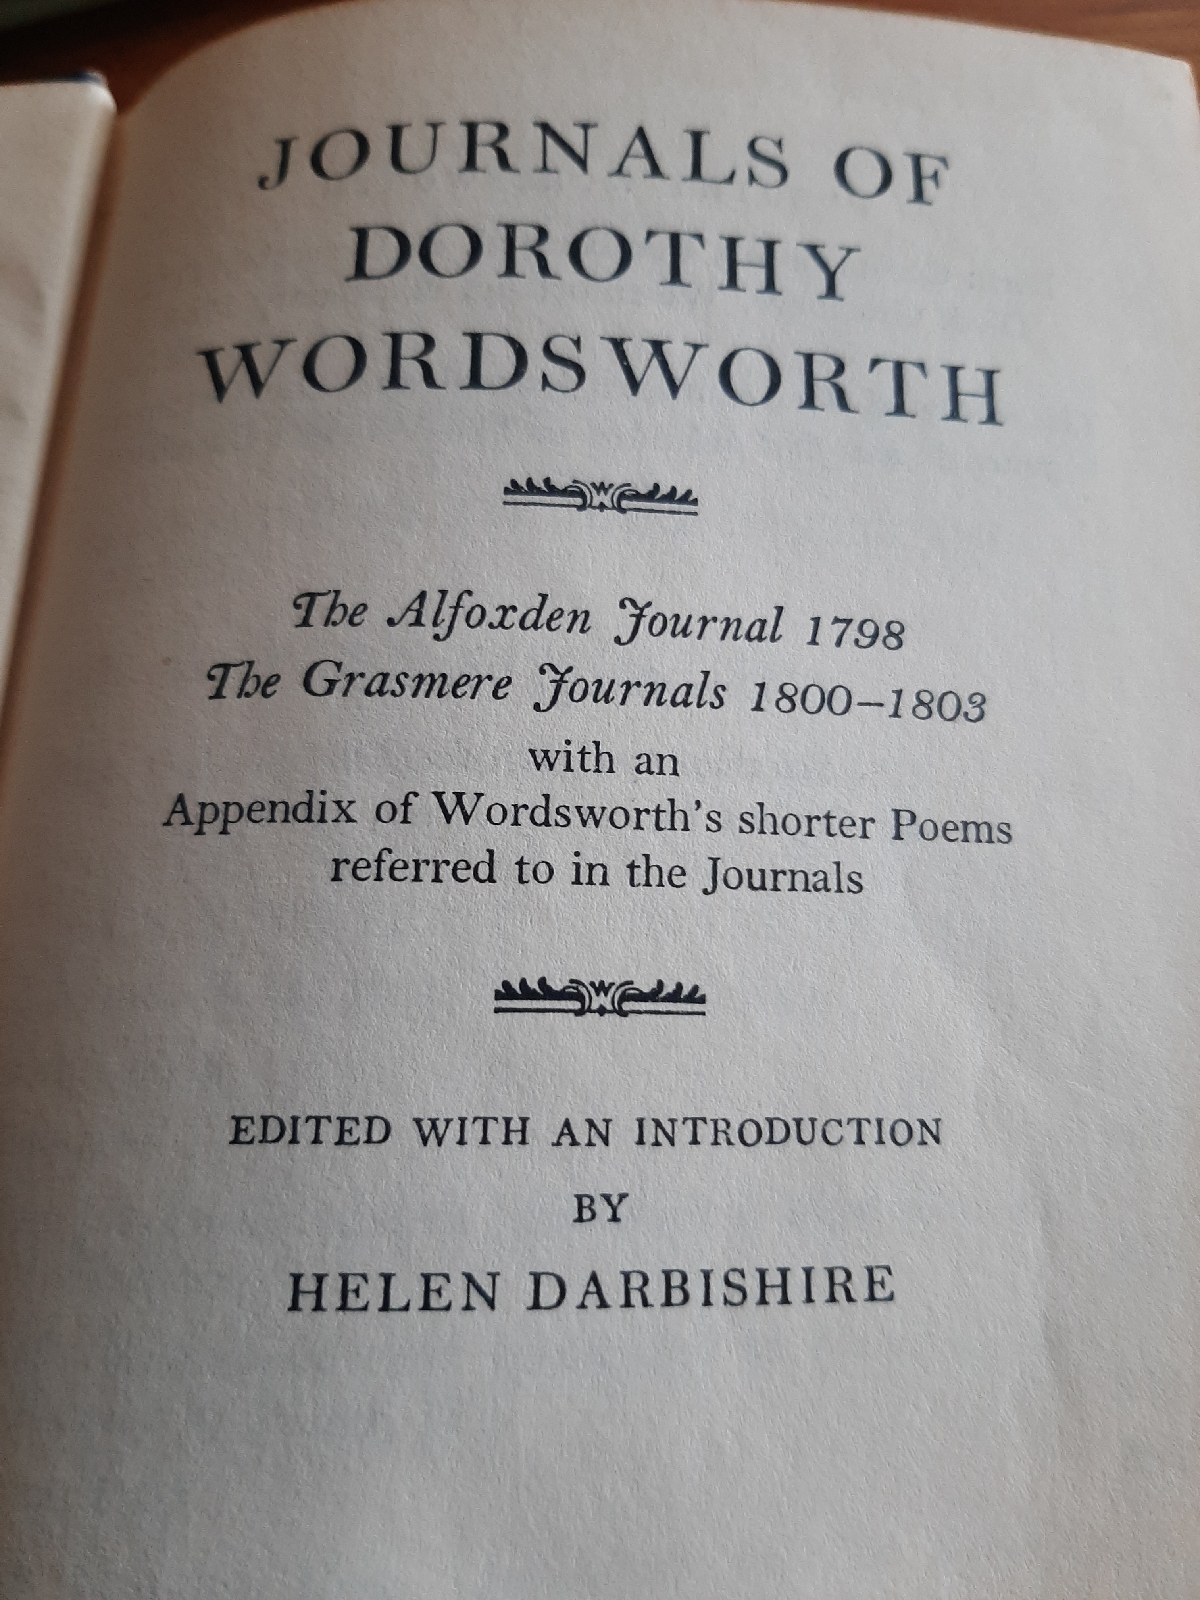 JOURNALS OF
DOROTHY
WORDSWORTH
W
The Alfoxden Journal 1798
The Grasmere Journals 1800–1803
with an
Appendix of Wordsworth's shorter Poems
referred to in the Journals
W
EDITED WITH AN INTRODUCTION
BY
HELEN DARBISHIRE